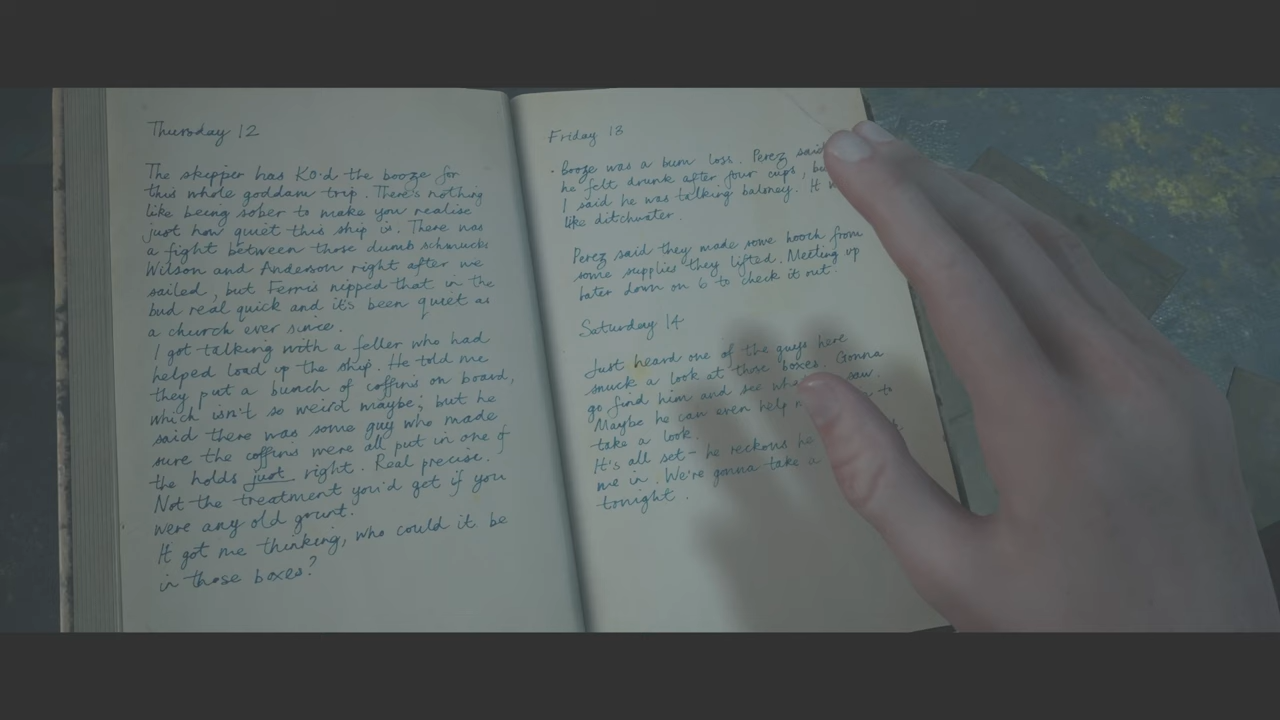 Thursday 12
The skipper has KO'd the booze for
this whole goddam trip. There's nothing
like being sober to make you realise
just how quiet this ship is. There was
a fight between those dumb schmucks
Wilson and Anderson right after we
sailed, but Ferris nipped that in the
bud real quick and it's been quiet as
a church ever since.
I got talking with a feller who had
helped load up the ship. He told me
they put a bunch of coffins on board,
which isn't so weird maybe; but he
said there was some guy who made
sure the coffins were all put in one of
the holds just right. Real precise.
Not the treatment you'd get if you
were any old grunt.
It got me thinking, who could it be
in those boxes?
Friday 13
. Booze was a bum loss. Perez said
he felt drunk after four cups,
I said he was talking baloney. It
like ditchwater.
Perez said they made some hooch from
some supplies they lifted. Meeting up
later down on 6 to check it out.
Saturday 14
Just heard one of the guys here
snuck a look at those boxes. Gonna
go find him and see saw.
Maybe he can even help to
take a look.
It's all set - he reckons he
me in. We're gonna take a
tonight.